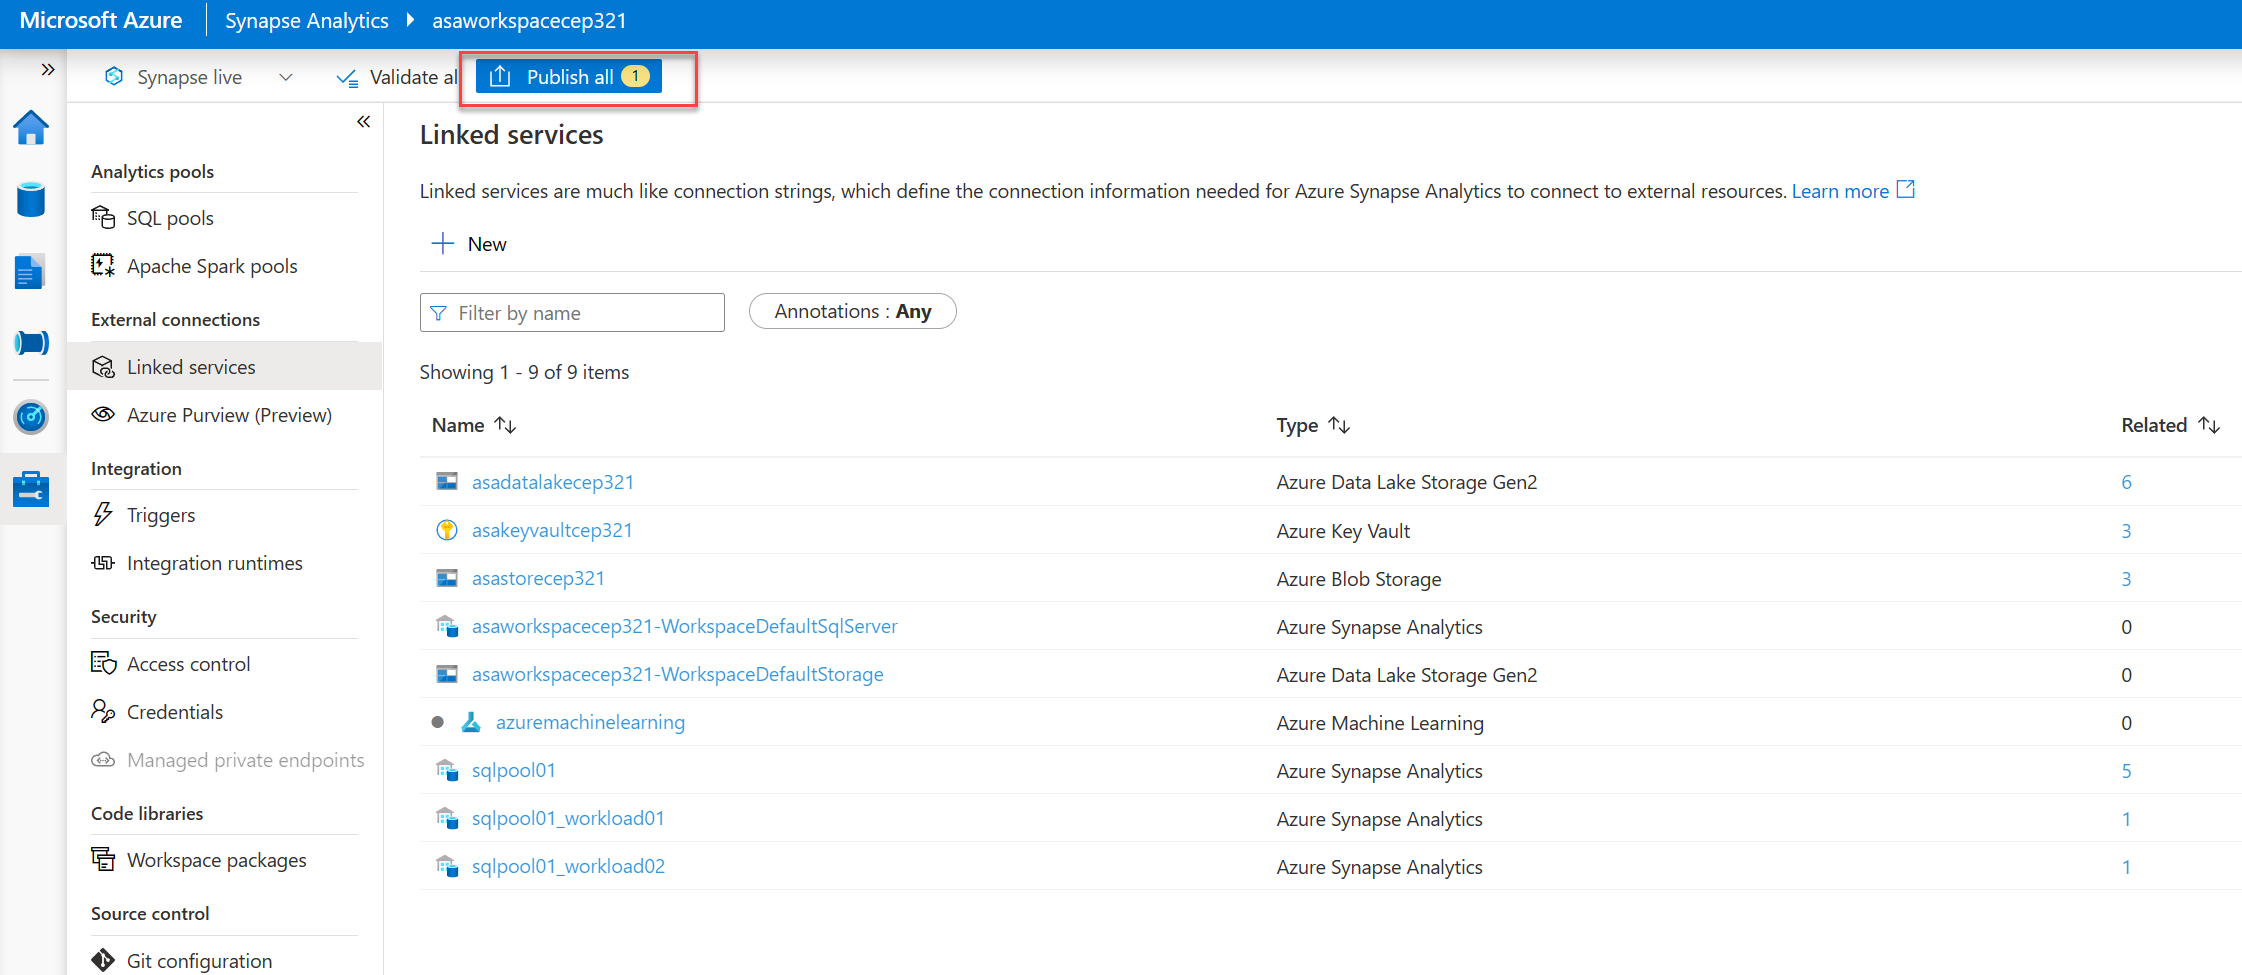 Microsoft Azure Synapse Analytics asaworkspacecep321
Synapse live Validate al Publish all 1
Analytics pools
SQL pools
Apache Spark pools
External connections
Linked services
Azure Purview (Preview)
Integration
Triggers
Integration runtimes
Security
Access control
Credentials
Managed private endpoints
Code libraries
Workspace packages
Source control
Git configuration
Linked services
Linked services are much like connection strings, which define the connection information needed for Azure Synapse Analytics to connect to external resources. Learn more
New
Filter by name Annotations : Any
Showing 1 - 9 of 9 items
Name Type Related
asadatalakecep321 Azure Data Lake Storage Gen2 6
asakeyvaultcep321 Azure Key Vault 3
asastorecep321 Azure Blob Storage 3
asaworkspacecep321-WorkspaceDefaultSqlServer Azure Synapse Analytics 0
asaworkspacecep321-WorkspaceDefaultStorage Azure Data Lake Storage Gen2 0
azuremachinelearning Azure Machine Learning 0
sqlpool01 Azure Synapse Analytics 5
sqlpool01_workload01 Azure Synapse Analytics 1
sqlpool01_workload02 Azure Synapse Analytics 1